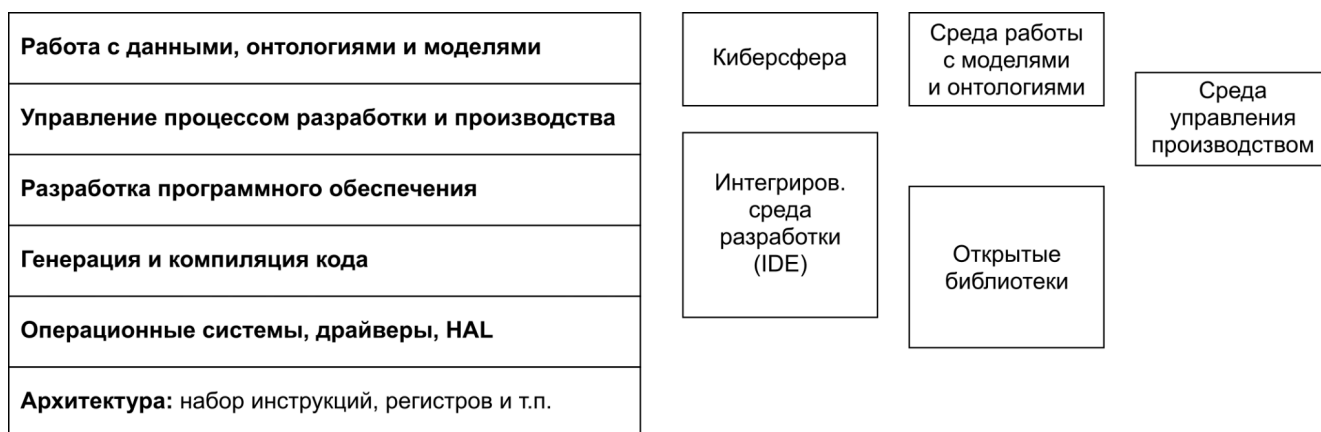 Работа с данными, онтологиями и моделями
Управление процессом разработки и производства
Разработка программного обеспечения
Генерация и компиляция кода
Операционные системы, драйверы, HAL
Архитектура: набор инструкций, регистров и т.п.
Киберсфера
Среда работы
с моделями
и онтологиями
Среда
управления
производством
Интегриров.
среда
разработки
(IDE)
Открытые
библиотеки